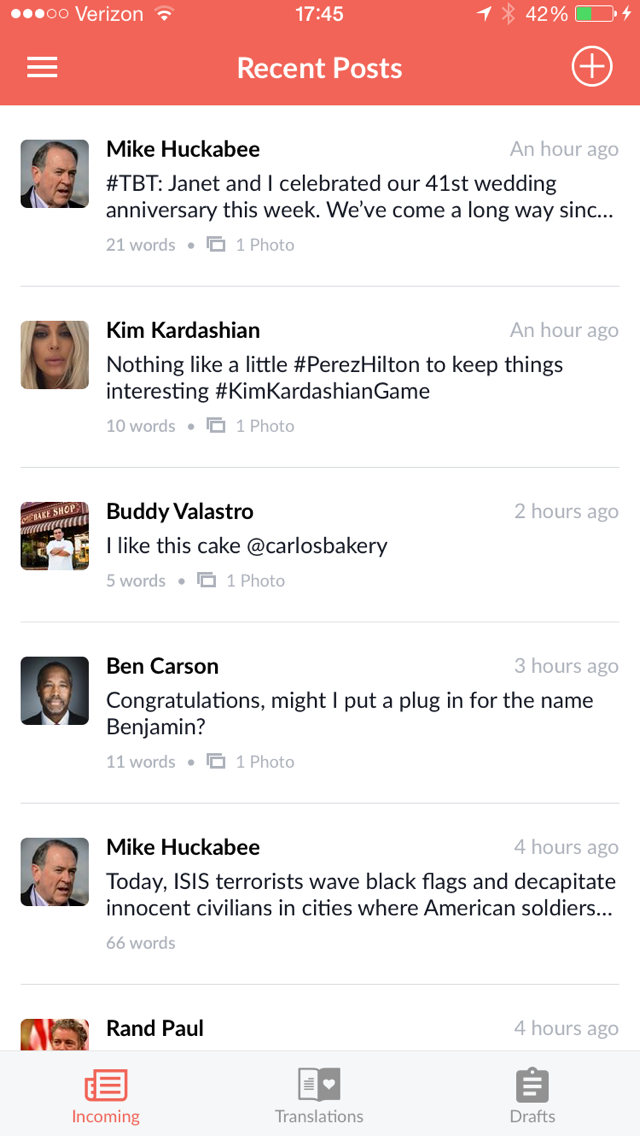 Verizon 17:45 42%
Recent Posts
Mike Huckabee An hour ago
#TBT: Janet and I celebrated our 41st wedding
anniversary this week. We’ve come a long way sinc...
21 words • 1 Photo
Kim Kardashian An hour ago
Nothing like a little #PerezHilton to keep things
interesting #KimKardashianGame
10 words • 1 Photo
BAKE SHOP
Buddy Valastro 2 hours ago
I like this cake @carlosbakery
5 words • 1 Photo
Ben Carson 3 hours ago
Congratulations, might I put a plug in for the name
Benjamin?
11 words • 1 Photo
Mike Huckabee 4 hours ago
Today, ISIS terrorists wave black flags and decapitate
innocent civilians in cities where American soldiers...
66 words
Rand Paul 4 hours ago
Incoming Translations Drafts